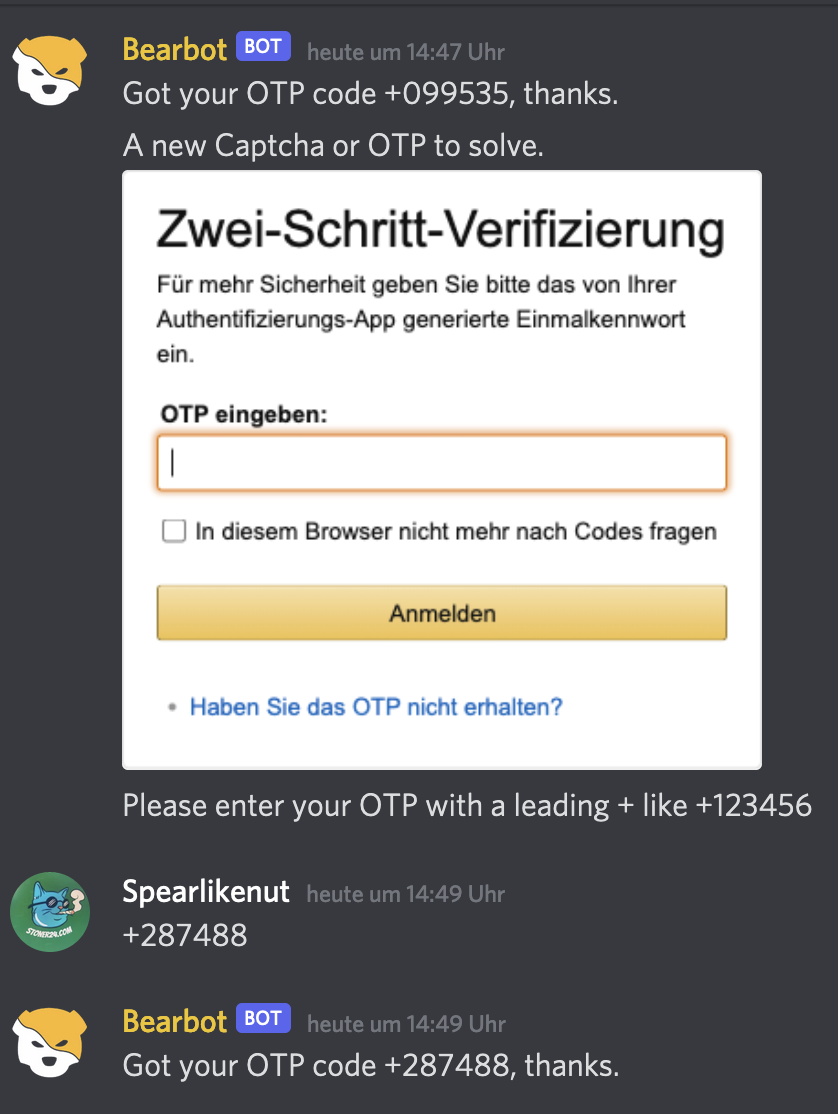 Bearbot BOT heute um 14:47 Uhr
Got your OTP code +099535, thanks.
A new Captcha or OTP to solve.
Zwei-Schritt-Verifizierung
Für mehr Sicherheit geben Sie bitte das von Ihrer
Authentifizierungs-App generierte Einmalkennwort
ein.
OTP eingeben:
In diesem Browser nicht mehr nach Codes fragen
Anmelden
Haben Sie das OTP nicht erhalten?
Please enter your OTP with a leading + like +123456
Spearlikenut heute um 14:49 Uhr
STONER24.COM
+287488
Bearbot BOT heute um 14:49 Uhr
Got your OTP code +287488, thanks.